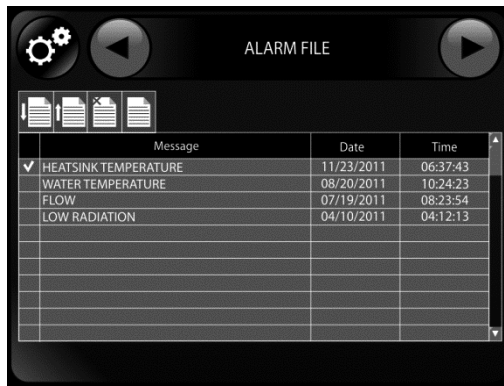 ALARM FILE
Message Date Time
HEATSINK TEMPERATURE 11/23/2011 06:37:43
WATER TEMPERATURE 08/20/2011 10:24:23
FLOW 07/19/2011 08:23:54
LOW RADIATION 04/10/2011 04:12:13